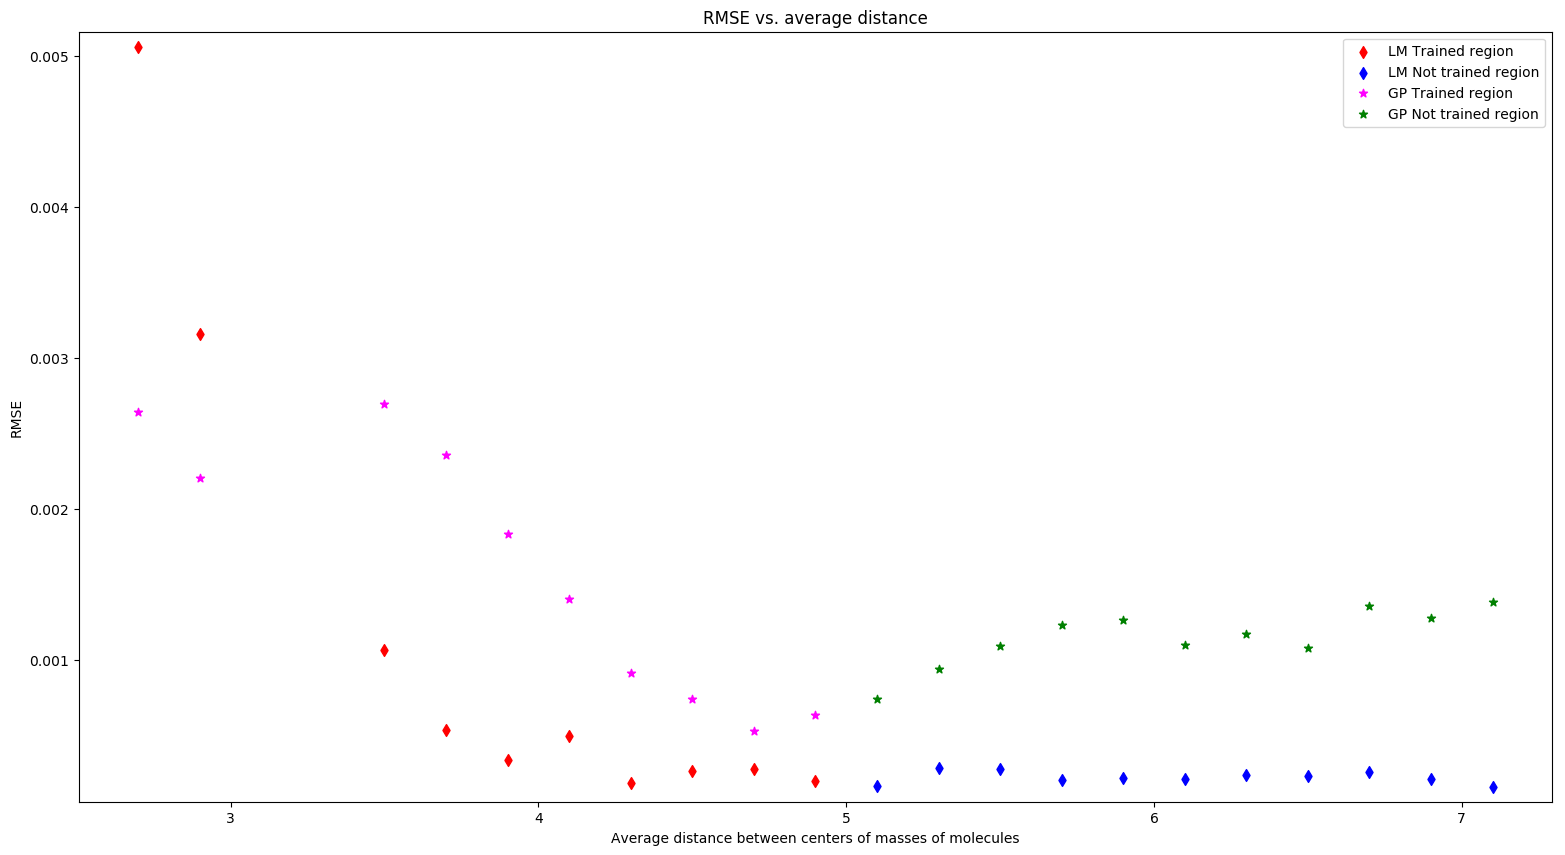 RMSE vs. average distance
LM Trained region
LM Not trained region
GP Trained region
GP Not trained region
0.005
0.004
0.003
0.002
0.001
RMSE
3 4 5 6 7
Average distance between centers of masses of molecules